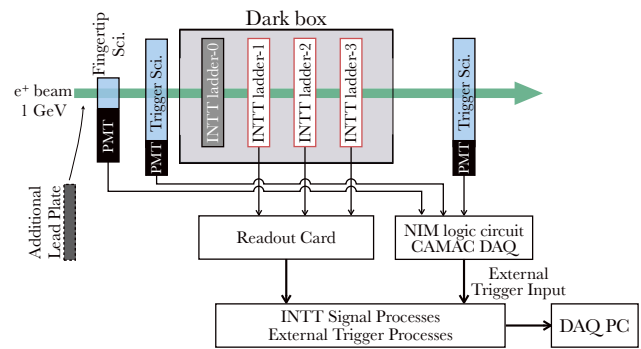 Dark box
Fingertip
Sci.
e⁺ beam
1 GeV
PMT
Trigger Sci.
PMT
INTT ladder-0
INTT ladder-1
INTT ladder-2
INTT ladder-3
Trigger Sci.
PMT
Additional
Lead Plate
Readout Card
NIM logic circuit
CAMAC DAQ
External
Trigger Input
INTT Signal Processes
External Trigger Processes
DAQ PC